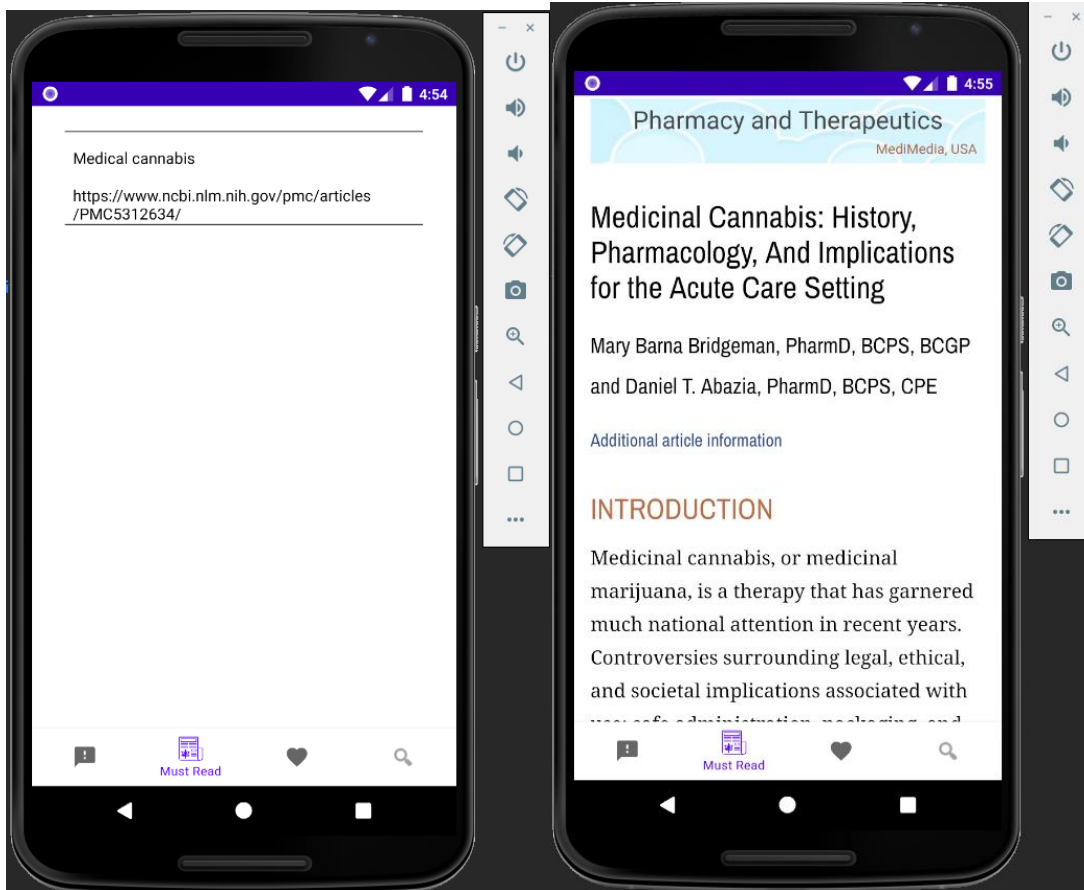 4:54
Medical cannabis
https://www.ncbi.nlm.nih.gov/pmc/articles
/PMC5312634/
Must Read
4:55
Pharmacy and Therapeutics
MediMedia, USA
Medicinal Cannabis: History,
Pharmacology, And Implications
for the Acute Care Setting
Mary Barna Bridgeman, PharmD, BCPS, BCGP
and Daniel T. Abazia, PharmD, BCPS, CPE
Additional article information
INTRODUCTION
Medicinal cannabis, or medicinal
marijuana, is a therapy that has garnered
much national attention in recent years.
Controversies surrounding legal, ethical,
and societal implications associated with
Must Read